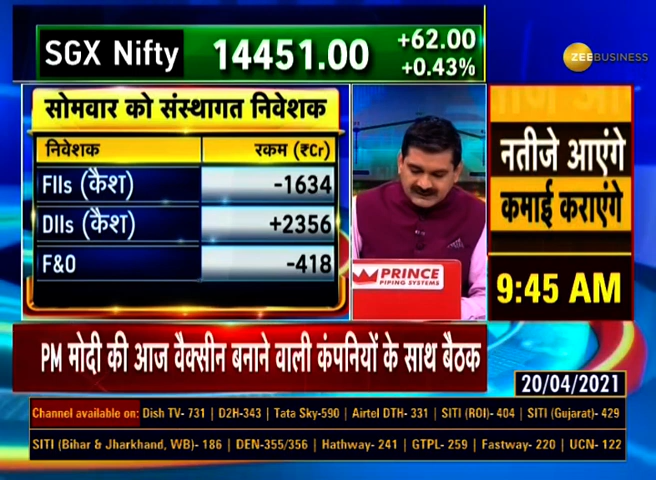 SGX Nifty 14451.00 +62.00 +0.43%
ZEE BUSINESS
सोमवार को संस्थागत निवेशक
निवेशक रकम (₹Cr)
FIIs (कैश) -1634
DIIs (कैश) +2356
F&O -418
PRINCE
PIPING SYSTEMS
नतीजे आएंगे
कमाई कराएंगे
9:45 AM
PM मोदी की आज वैक्सीन बनाने वाली कंपनियों के साथ बैठक
20/04/2021
Channel available on: Dish TV- 731 | D2H-343 | Tata Sky-590 | Airtel DTH- 331 | SITI (ROI)- 404 | SITI (Gujarat)- 429
SITI (Bihar & Jharkhand, WB)- 186 | DEN-355/356 | Hathway- 241 | GTPL- 259 | Fastway- 220 | UCN- 122